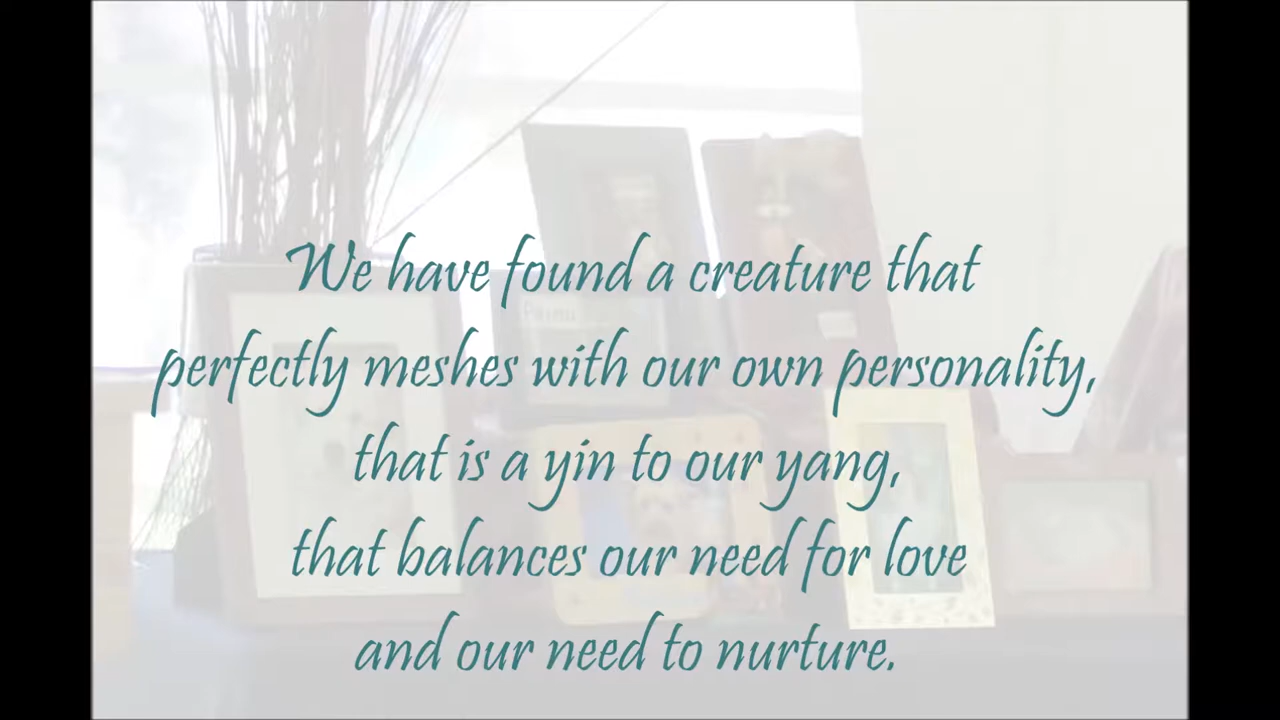 We have found a creature that
perfectly meshes with our own personality,
that is a yin to our yang,
that balances our need for love
and our need to nurture.